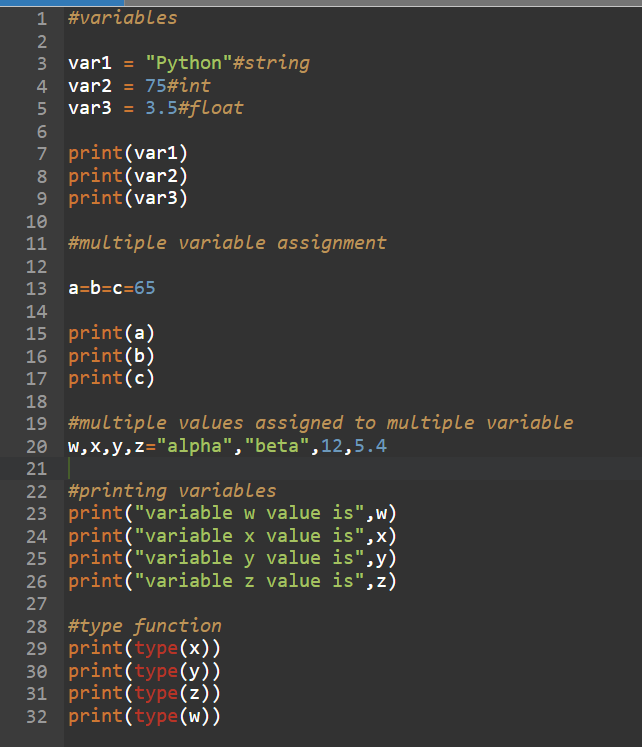 1 #variables
2
3 var1 = "Python"#string
4 var2 = 75#int
5 var3 = 3.5#float
6
7 print(var1)
8 print(var2)
9 print(var3)
10
11 #multiple variable assignment
12
13 a=b=c=65
14
15 print(a)
16 print(b)
17 print(c)
18
19 #multiple values assigned to multiple variable
20 w,x,y,z="alpha","beta",12,5.4
21
22 #printing variables
23 print("variable w value is",w)
24 print("variable x value is",x)
25 print("variable y value is",y)
26 print("variable z value is",z)
27
28 #type function
29 print(type(x))
30 print(type(y))
31 print(type(z))
32 print(type(w))